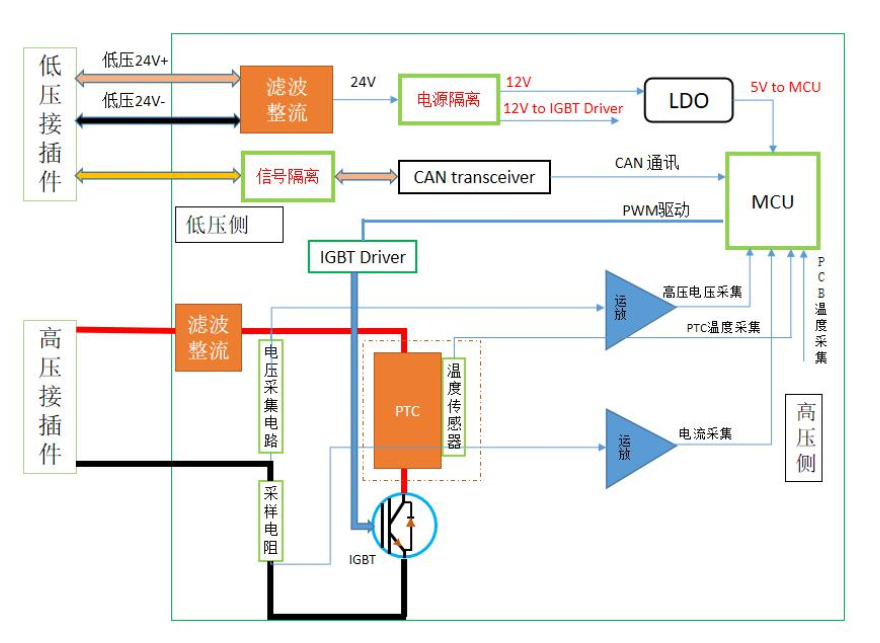 低压接插件
低压24V+
低压24V-
滤波
整流
24V
电源隔离
12V
12V to IGBT Driver
LDO
5V to MCU
信号隔离
CAN transceiver
CAN 通讯
MCU
低压侧
PWM驱动
IGBT Driver
高压接插件
滤波
整流
电压采集电路
PTC
温度传感器
运放
高压电压采集
PTC温度采集
PCB温度采集
运放
电流采集
高压侧
采样电阻
IGBT